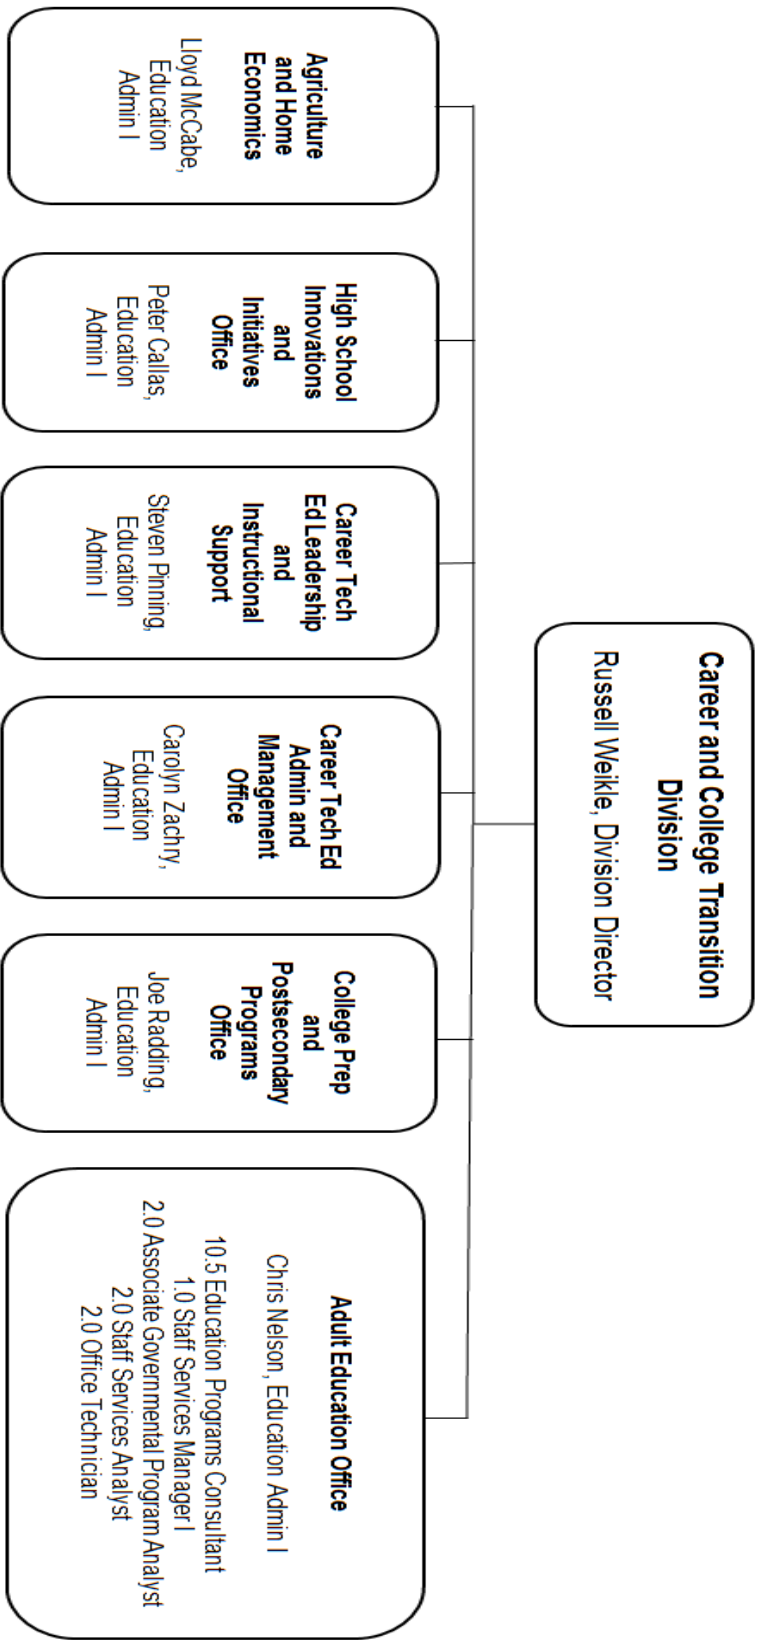 Career and College Transition
Division
Russell Weikle, Division Director
Agriculture
and Home
Economics
Lloyd McCabe,
Education
Admin I
High School
Innovations
and
Initiatives
Office
Peter Callas,
Education
Admin I
Career Tech
Ed Leadership
and
Instructional
Support
Steven Pinning,
Education
Admin I
Career Tech Ed
Admin and
Management
Office
Carolyn Zachry,
Education
Admin I
College Prep
and
Postsecondary
Programs
Office
Joe Radding,
Education
Admin I
Adult Education Office
Chris Nelson, Education Admin I
10.5 Education Programs Consultant
1.0 Staff Services Manager I
2.0 Associate Governmental Program Analyst
2.0 Staff Services Analyst
2.0 Office Technician